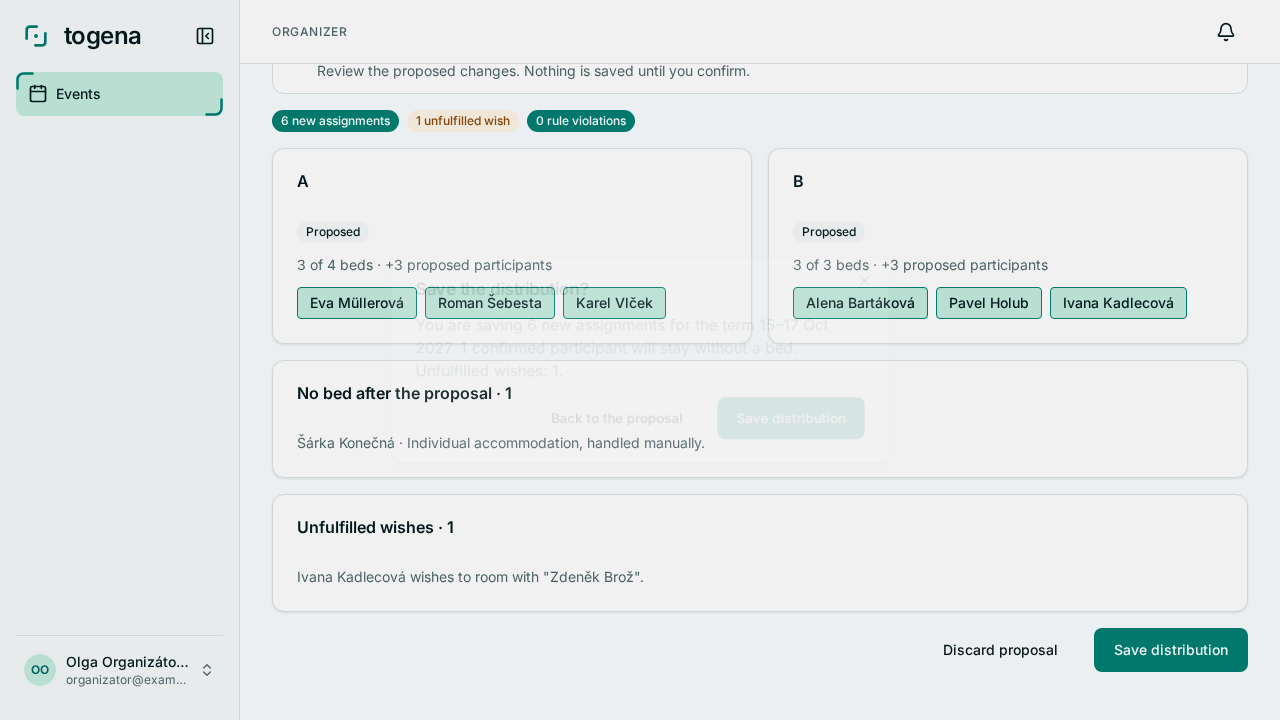 togena
ORGANIZER
Events
Review the proposed changes. Nothing is saved until you confirm.
6 new assignments
1 unfulfilled wish
0 rule violations
A
Proposed
3 of 4 beds · +3 proposed participants
Eva Müllerová
Roman Šebesta
Karel Vlček
B
Proposed
3 of 3 beds · +3 proposed participants
Alena Bartáková
Pavel Holub
Ivana Kadlecová
Save the distribution?
You are saving 6 new assignments for the term 15–17 Oct
2027. 1 confirmed participant will stay without a bed.
Unfulfilled wishes: 1.
Back to the proposal
Save distribution
No bed after the proposal · 1
Šárka Konečná · Individual accommodation, handled manually.
Unfulfilled wishes · 1
Ivana Kadlecová wishes to room with "Zdeněk Brož".
Discard proposal
Save distribution
OO
Olga Organizáto...
organizator@exam...